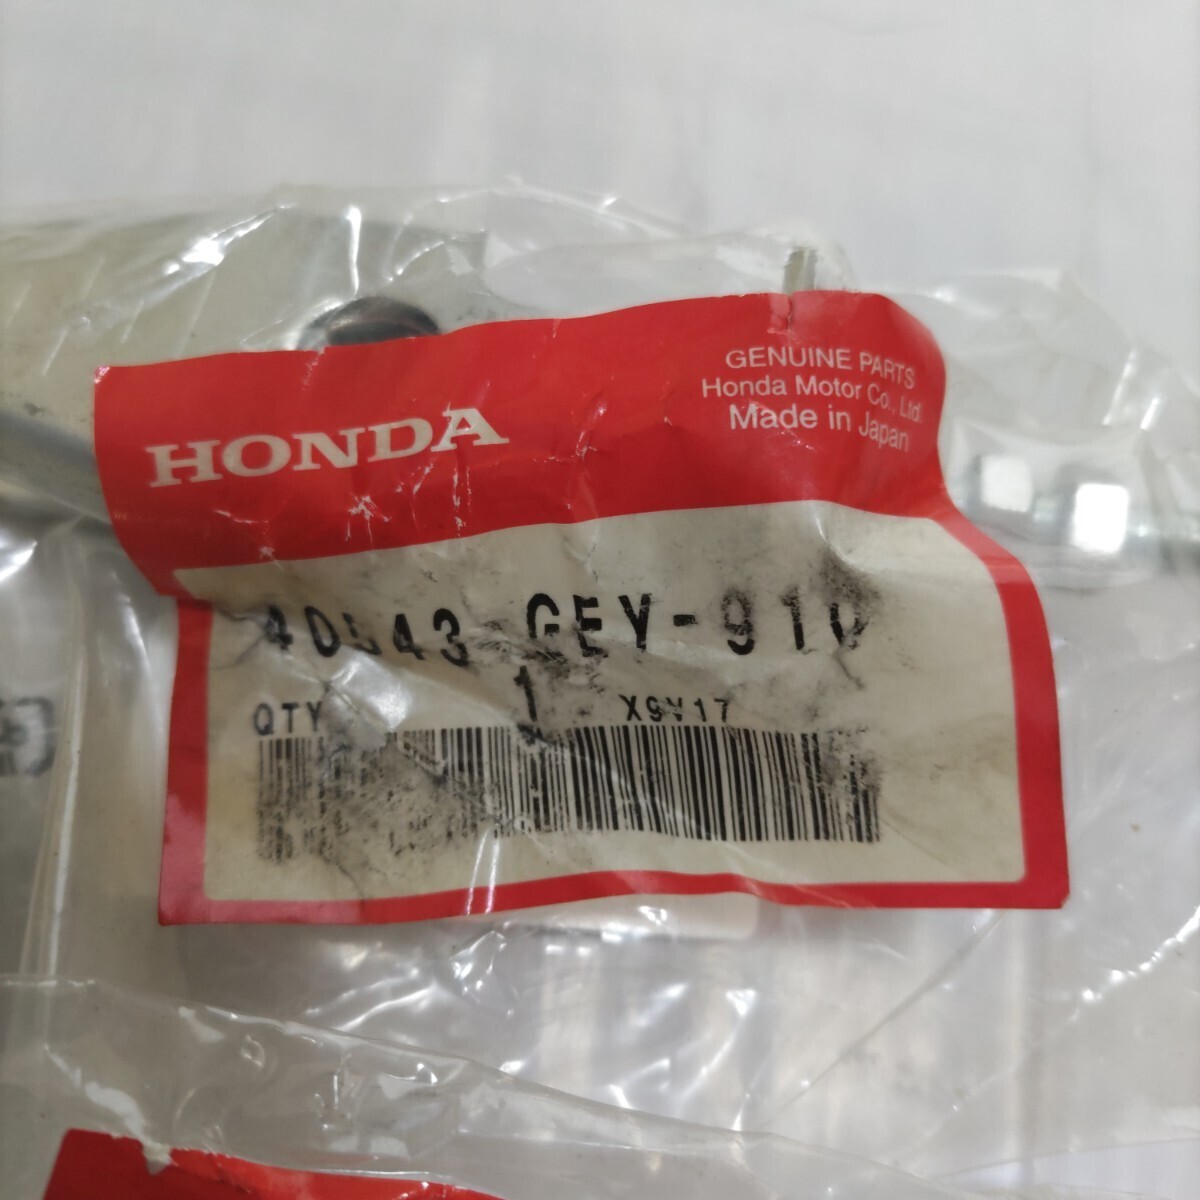 HONDA
GENUINE PARTS
Honda Motor Co., Ltd.
Made in Japan
40543-GEY-910
QTY 1 X9V17